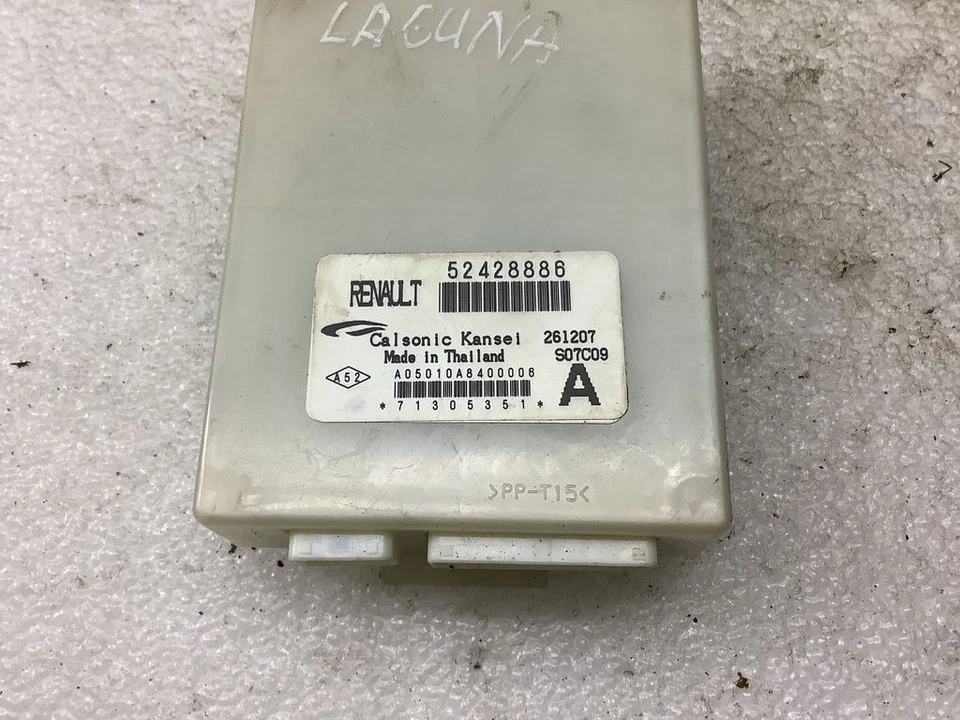 LAGUNA
52428886
RENAULT
Calsonic Kansei 261207
Made in Thailand S07C09
A52 A05010A8400006 A
*71305351*
>PP-T15<